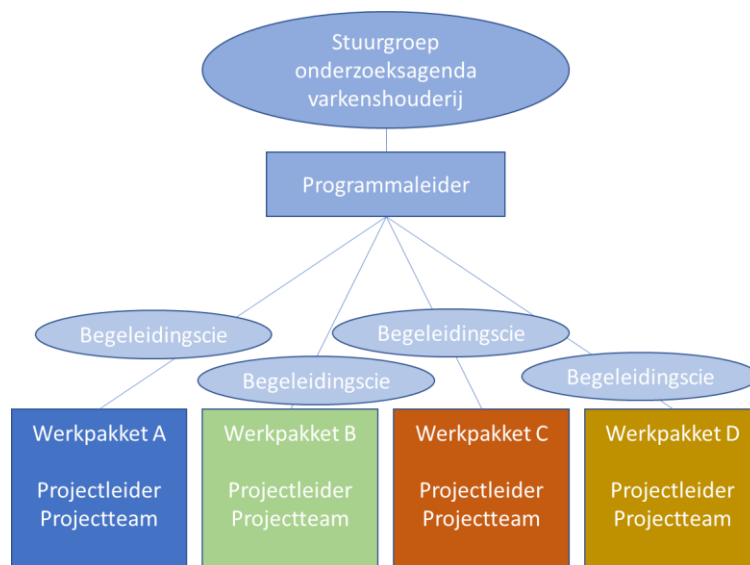 Stuurgroep
onderzoeksagenda
varkenshouderij
Programmaleider
Begeleidingscie
Begeleidingscie
Begeleidingscie
Begeleidingscie
Werkpakket A
Projectleider
Projectteam
Werkpakket B
Projectleider
Projectteam
Werkpakket C
Projectleider
Projectteam
Werkpakket D
Projectleider
Projectteam